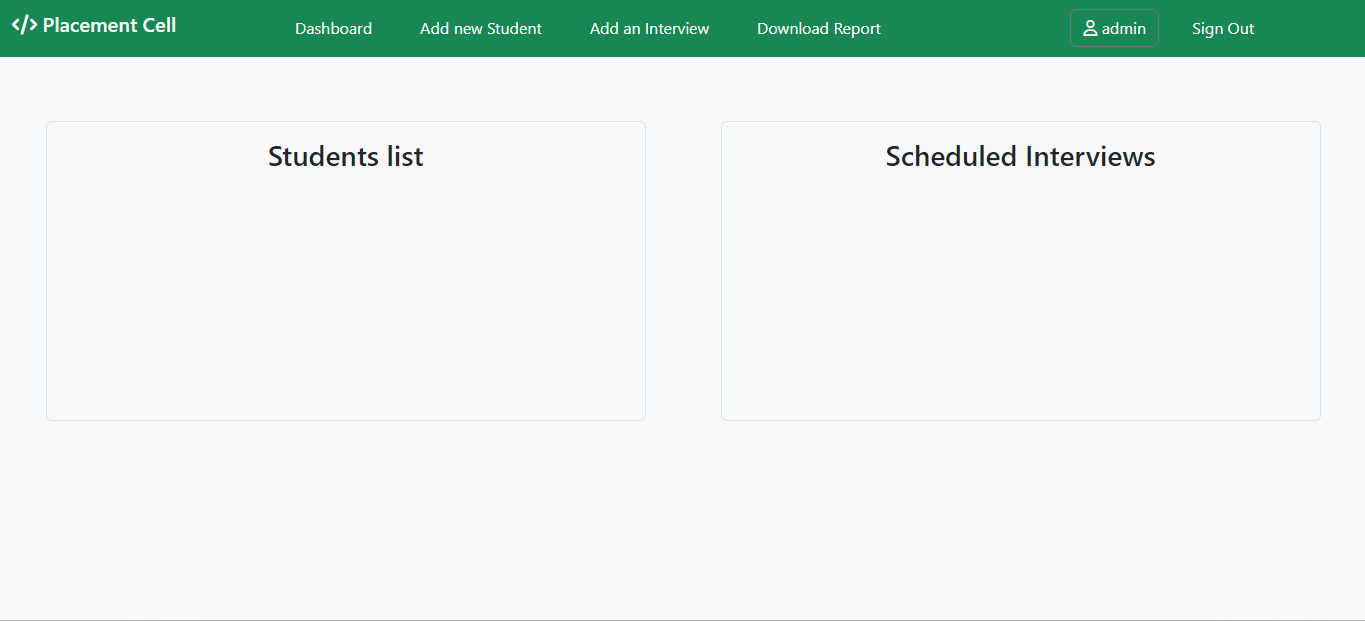 </> Placement Cell
Dashboard
Add new Student
Add an Interview
Download Report
admin
Sign Out
Students list
Scheduled Interviews